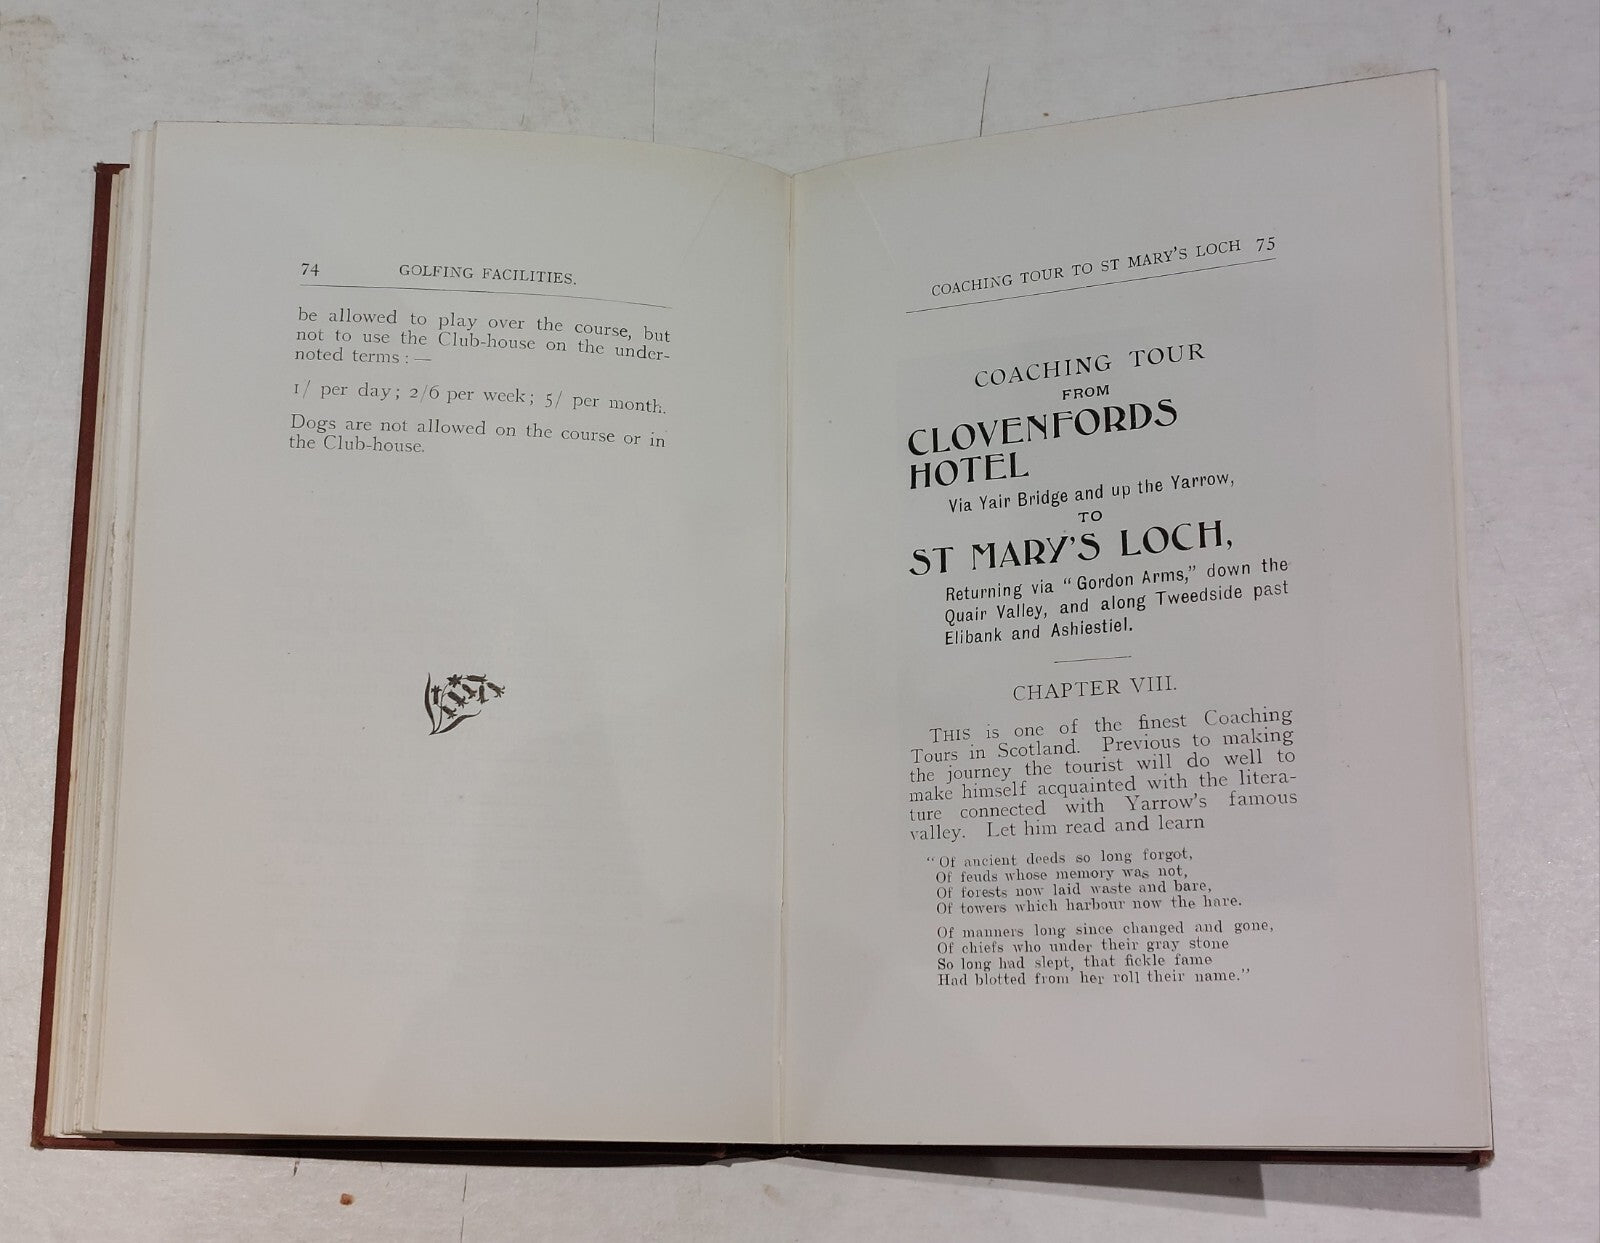 74 GOLFING FACILITIES.
be allowed to play over the course, but
not to use the Club-house on the under-
noted terms :—
1/ per day; 2/6 per week; 5/ per month.
Dogs are not allowed on the course or in
the Club-house.
COACHING TOUR TO ST MARY'S LOCH 75
COACHING TOUR
FROM
CLOVENFORDS
HOTEL
Via Yair Bridge and up the Yarrow,
TO
ST MARY'S LOCH,
Returning via "Gordon Arms," down the
Quair Valley, and along Tweedside past
Elibank and Ashiestiel.
CHAPTER VIII.
THIS is one of the finest Coaching
Tours in Scotland. Previous to making
the journey the tourist will do well to
make himself acquainted with the litera-
ture connected with Yarrow's famous
valley. Let him read and learn
"Of ancient deeds so long forgot,
Of feuds whose memory was not,
Of forests now laid waste and bare,
Of towers which harbour now the hare.
Of manners long since changed and gone,
Of chiefs who under their gray stone
So long had slept, that fickle fame
Had blotted from her roll their name."